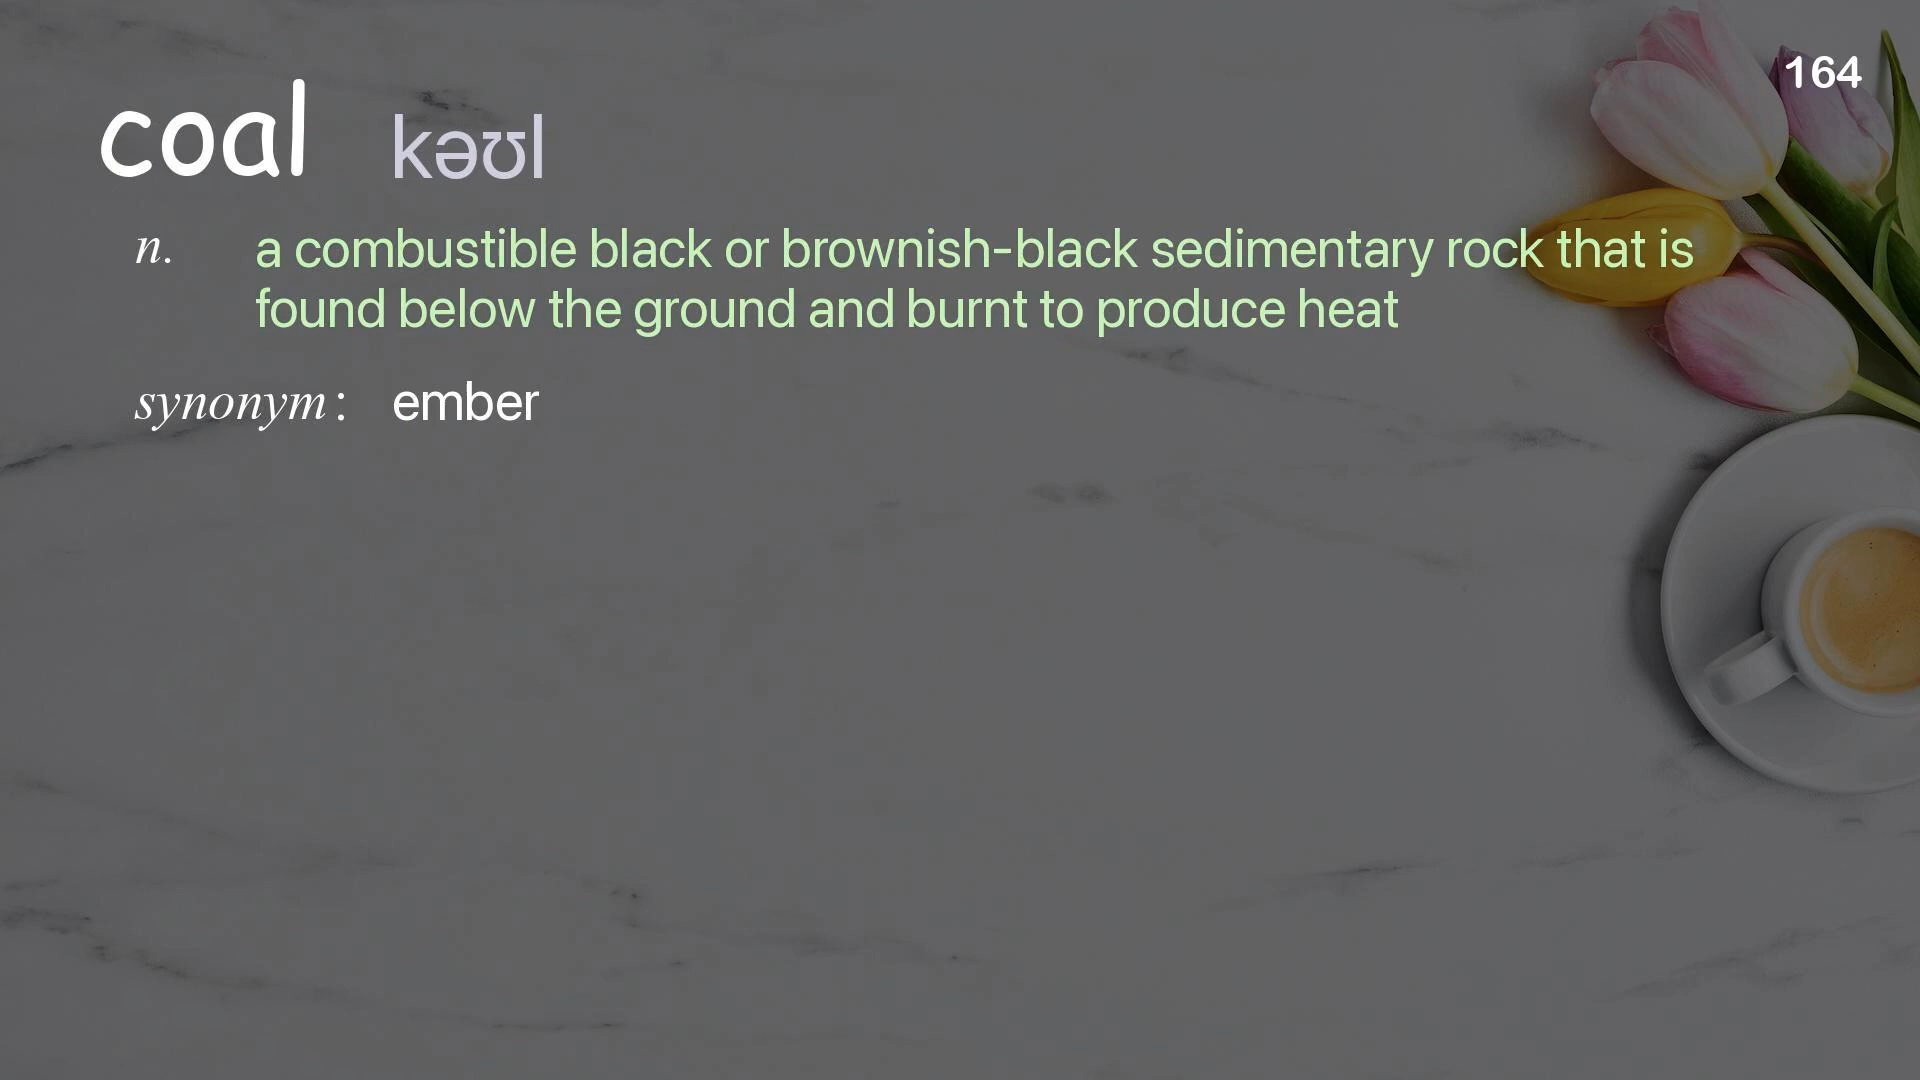 164
coal kəʊl
n. a combustible black or brownish-black sedimentary rock that is
found below the ground and burnt to produce heat
synonym : ember